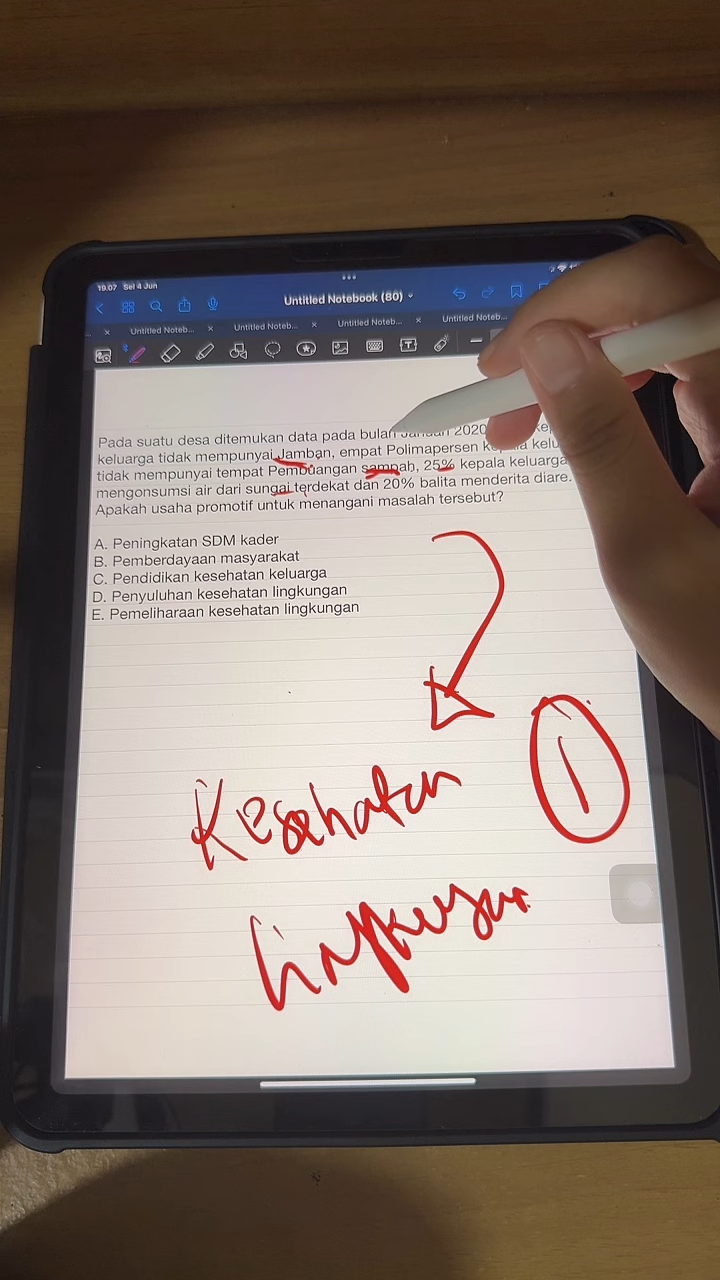 19.07 Sel 4 Jun
Untitled Notebook (80)
Untitled Noteb... Untitled Noteb... Untitled Noteb... Untitled Noteb...
Pada suatu desa ditemukan data pada bulan Januari 2020
keluarga tidak mempunyai Jamban, empat Polimapersen kepala
tidak mempunyai tempat Pembuangan sampah, 25% kepala keluarga
mengonsumsi air dari sungai terdekat dan 20% balita menderita diare.
Apakah usaha promotif untuk menangani masalah tersebut?
A. Peningkatan SDM kader
B. Pemberdayaan masyarakat
C. Pendidikan kesehatan keluarga
D. Penyuluhan kesehatan lingkungan
E. Pemeliharaan kesehatan lingkungan
Kesehatan
1
lingkungan